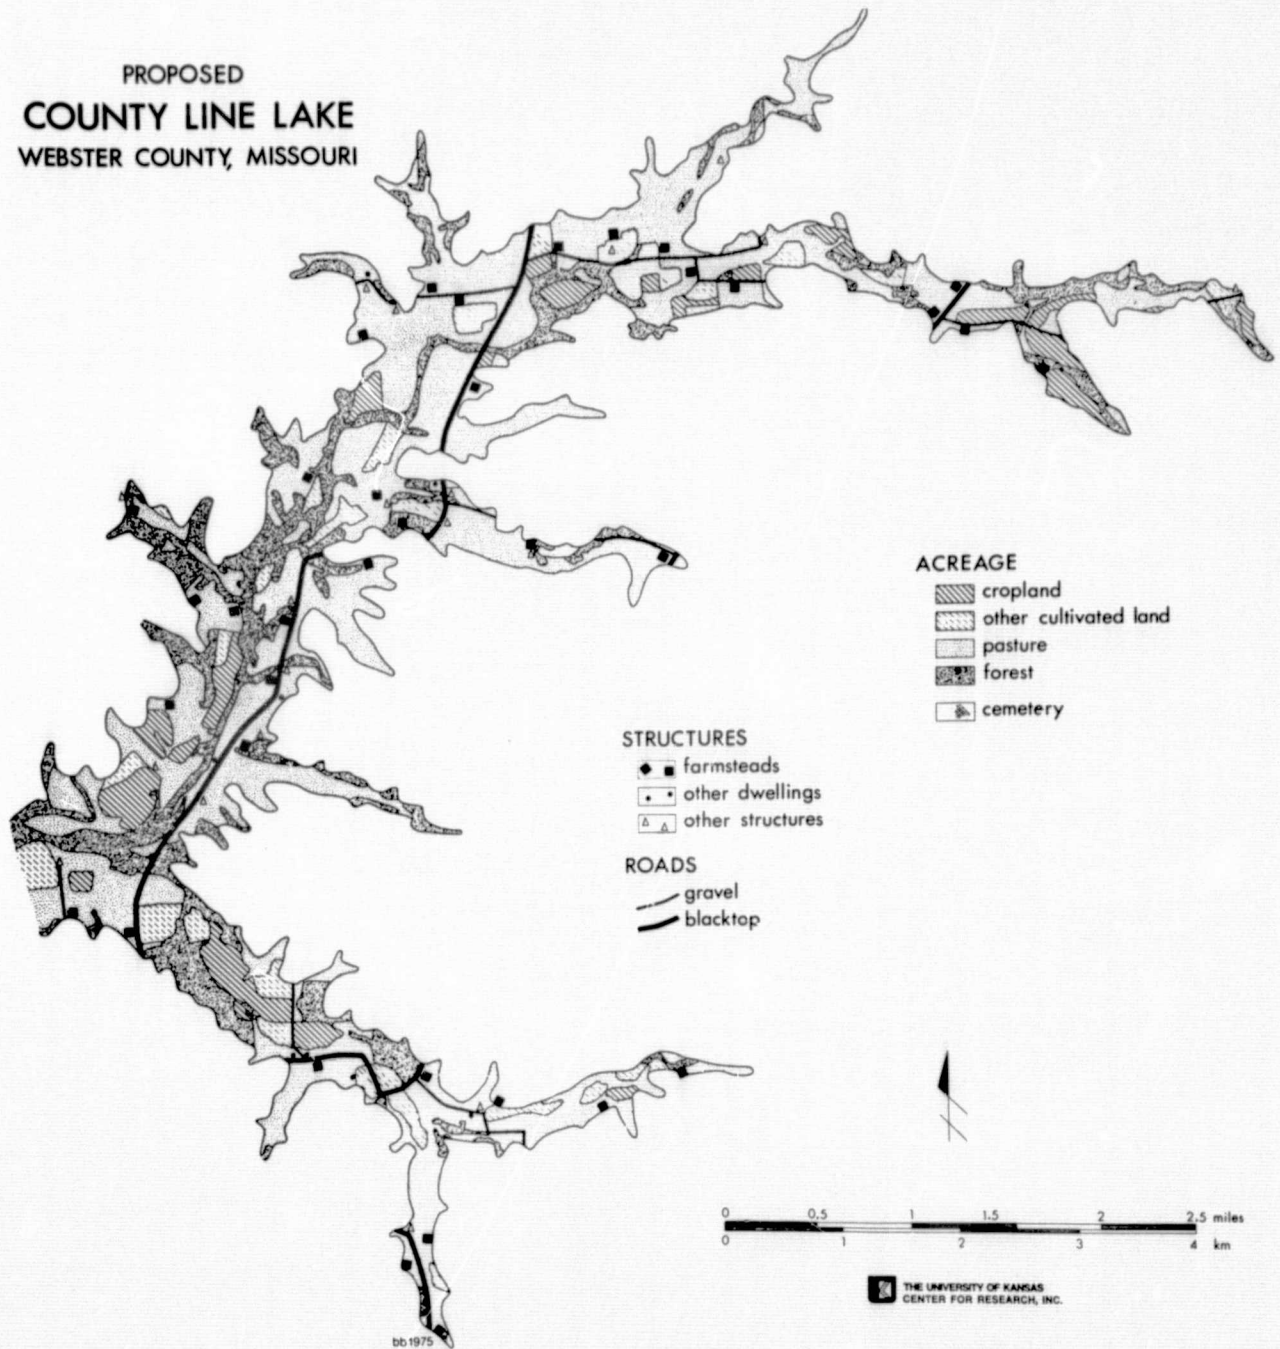 PROPOSED
COUNTY LINE LAKE
WEBSTER COUNTY, MISSOURI
ACREAGE
cropland
other cultivated land
pasture
forest
cemetery
STRUCTURES
farmsteads
other dwellings
other structures
ROADS
gravel
blacktop
0 0.5 1 1.5 2 2.5 miles
0 1 2 3 4 km
THE UNIVERSITY OF KANSAS
CENTER FOR RESEARCH, INC.
bb1975